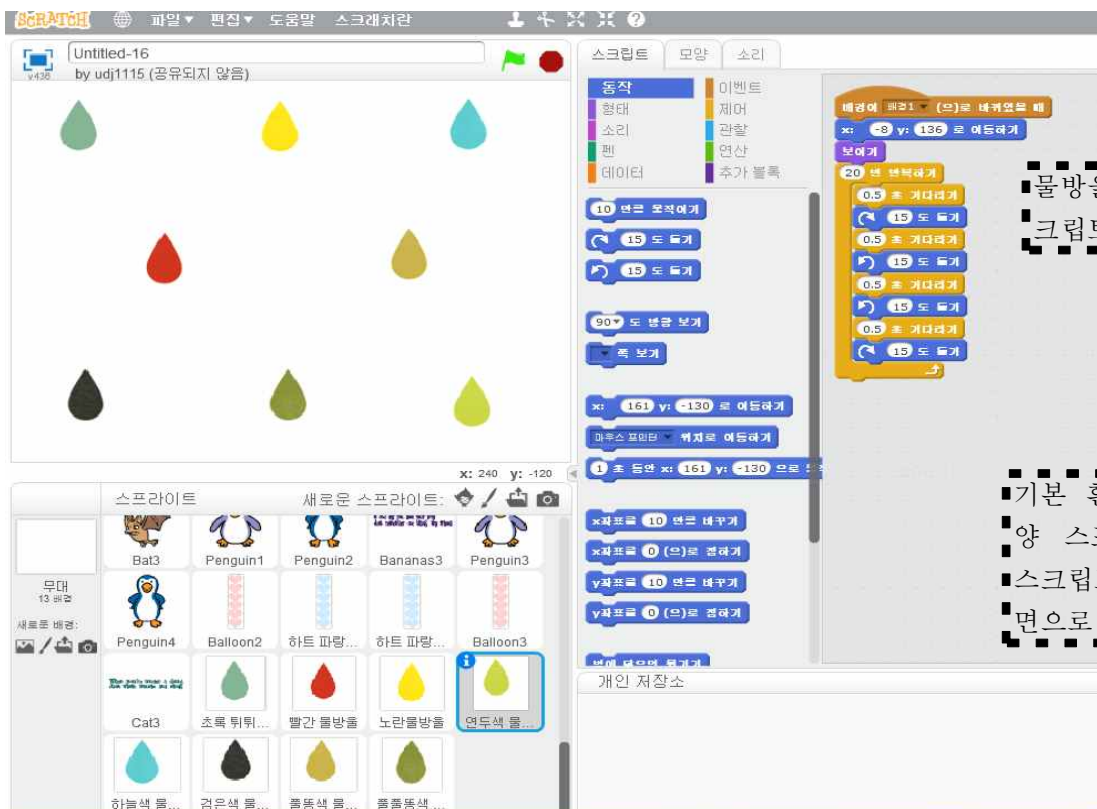 SCRATCH 파일▼ 편집▼ 도움말 스크래치란
v438 Untitled-16
by udj1115 (공유되지 않음)
스크립트 모양 소리
동작 이벤트
형태 제어
소리 관찰
펜 연산
데이터 추가 블록
10 만큼 움직이기
15 도 돌기
15 도 돌기
90▼ 도 방향 보기
쪽 보기
x: 161 y: -130 로 이동하기
마우스 포인터 위치로 이동하기
1 초 동안 x: 161 y: -130 으로
x좌표를 10 만큼 바꾸기
x좌표를 0 (으)로 정하기
y좌표를 10 만큼 바꾸기
y좌표를 0 (으)로 정하기
벽에 닿으면 튕기기
배경이 배경1 (으)로 바뀌었을 때
x: -8 y: 136 로 이동하기
보이기
20 번 반복하기
0.5 초 기다리기
15 도 돌기
0.5 초 기다리기
15 도 돌기
0.5 초 기다리기
15 도 돌기
0.5 초 기다리기
15 도 돌기
기본
양
면으로
x: 240 y: -120
스프라이트 새로운 스프라이트:
무대
13 배경
새로운 배경:
Bat3 Penguin1 Penguin2 Bananas3 Penguin3
Penguin4 Balloon2 하트 파랑... 하트 파랑... Balloon3
Cat3 초록 튀튀... 빨간 물방울 노란물방울 연두색 물...
하늘색 물... 검은색 물... 풀똥색 물... 풀풀똥색 ...
개인 저장소